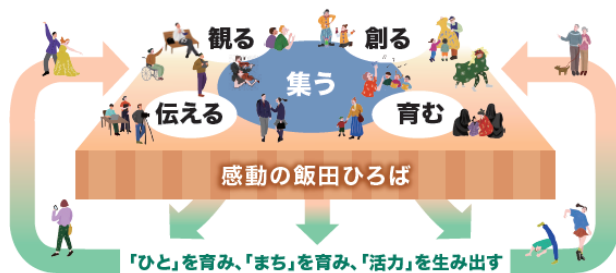 観る
創る
集う
伝える
育む
感動の飯田ひろば
「ひと」を育み、「まち」を育み、「活力」を生み出す